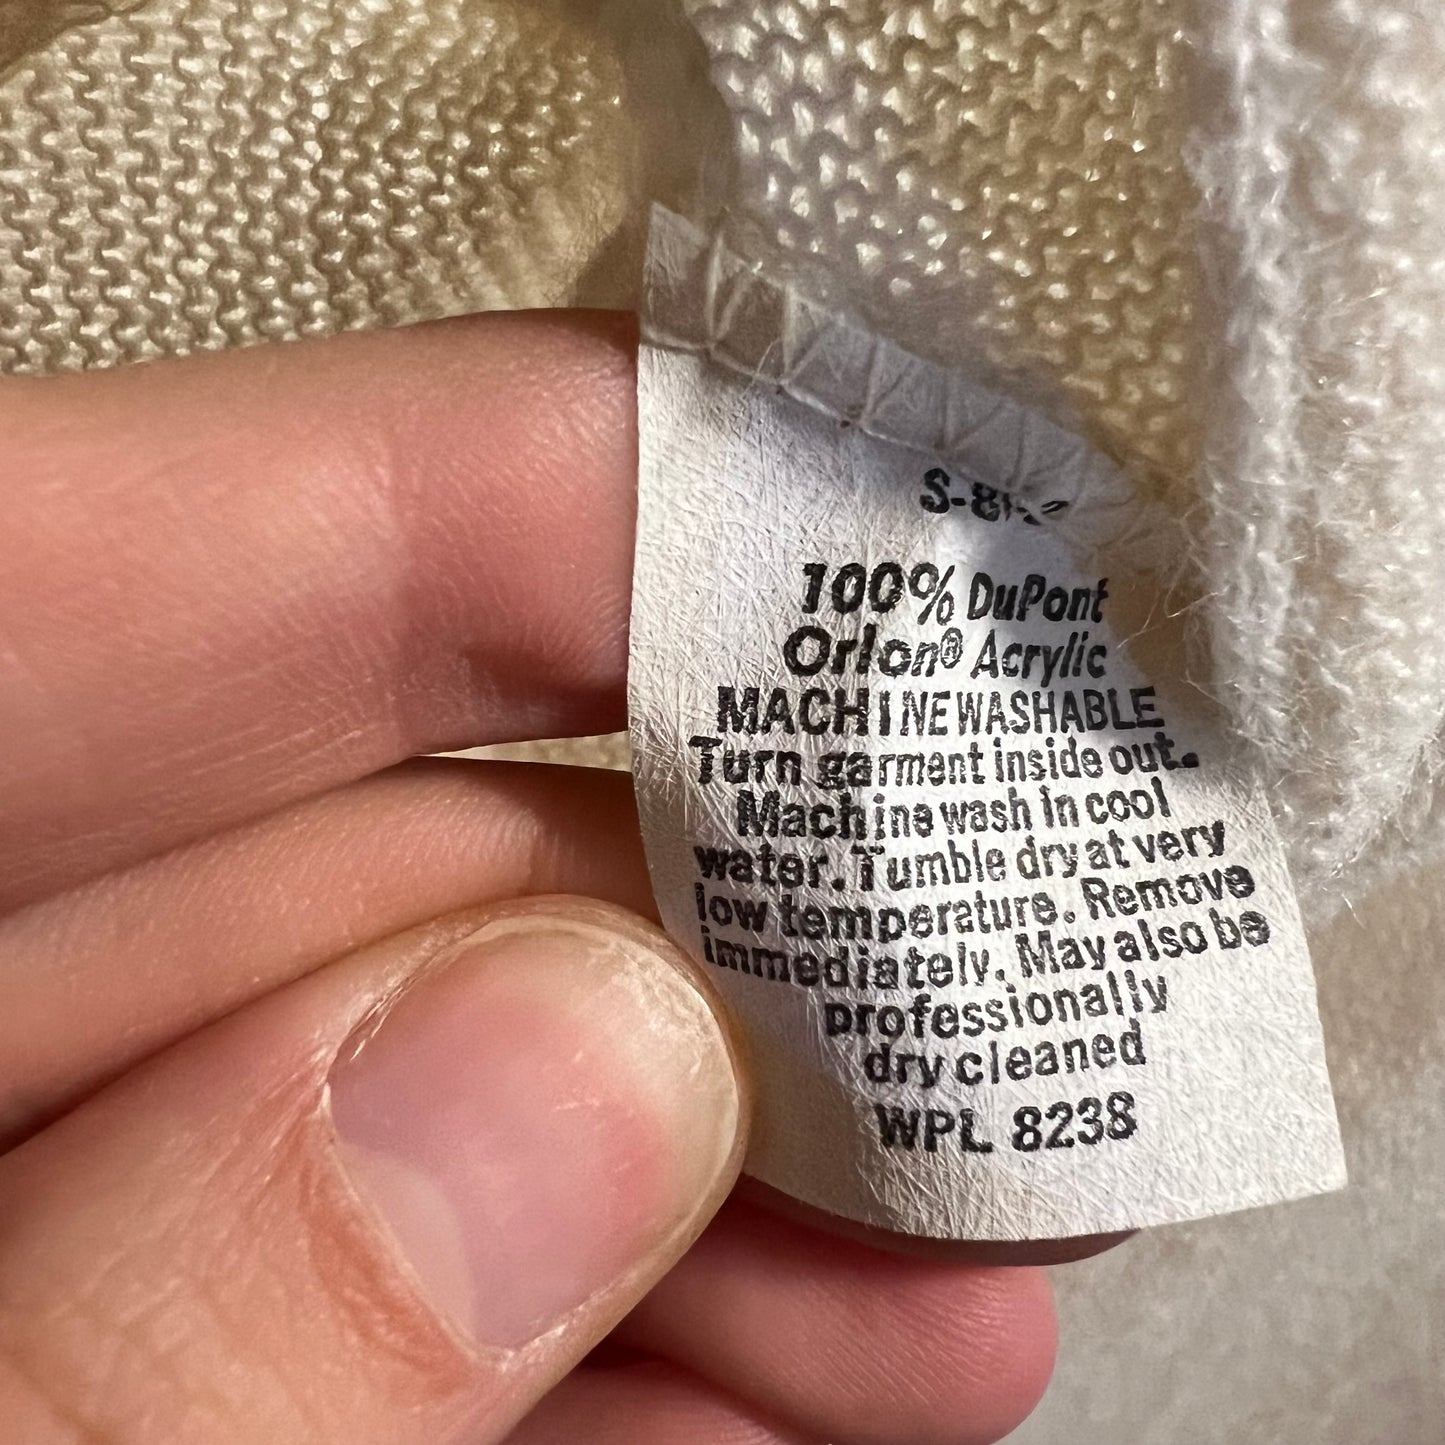 100% DuPont
Orlon® Acrylic
MACHINE WASHABLE
Turn garment inside out.
Machine wash in cool
water. Tumble dry at very
low temperature. Remove
immediately. May also be
professionally
dry cleaned
WPL 8238